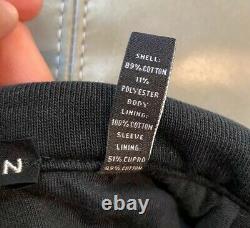 SHELL:
89% COTTON
11%
POLYESTER
BODY
LINING:
100% COTTON
SLEEVE
LINING:
51% CUPRO
N